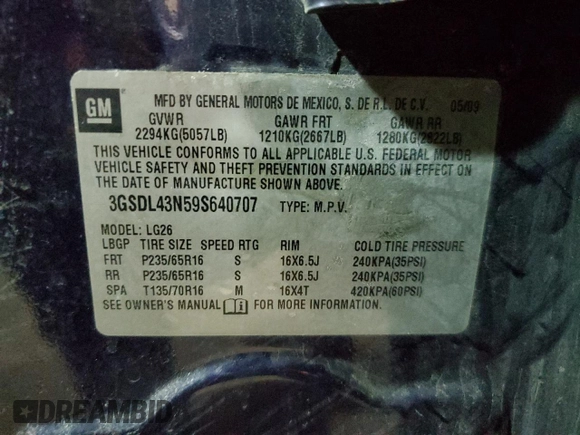 GM
MFD BY GENERAL MOTORS DE MEXICO, S. DE R.L. DE C.V. 05/09
GVWR GAWR FRT GAWR RR
2294KG(5057LB) 1210KG(2667LB) 1280KG(2822LB)
THIS VEHICLE CONFORMS TO ALL APPLICABLE U.S. FEDERAL MOTOR
VEHICLE SAFETY AND THEFT PREVENTION STANDARDS IN EFFECT ON
THE DATE OF MANUFACTURE SHOWN ABOVE.
3GSDL43N59S640707 TYPE: M.P.V.
MODEL: LG26
LBGP TIRE SIZE SPEED RTG RIM COLD TIRE PRESSURE
FRT P235/65R16 S 16X6.5J 240KPA(35PSI)
RR P235/65R16 S 16X6.5J 240KPA(35PSI)
SPA T135/70R16 M 16X4T 420KPA(60PSI)
SEE OWNER'S MANUAL FOR MORE INFORMATION.
DREAMBID